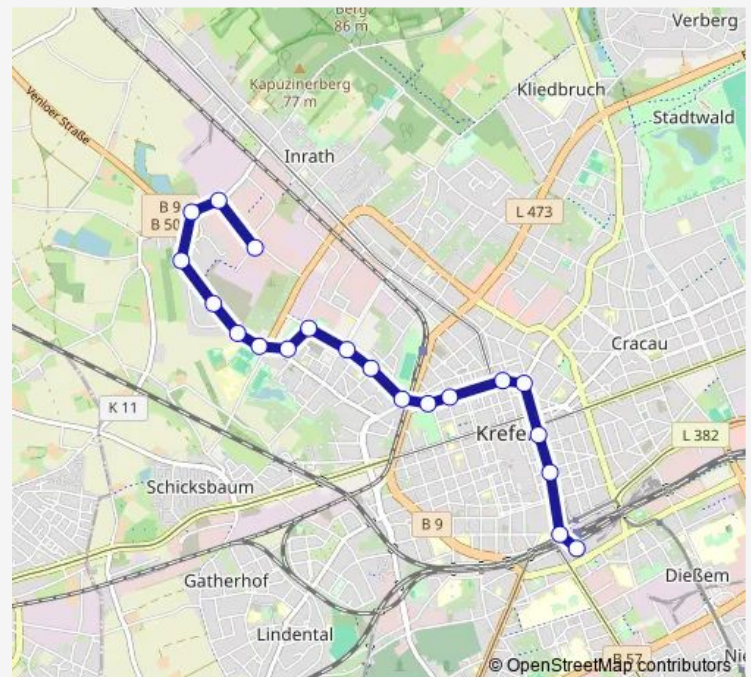 Berg
86 m
Verberg
Kapuzinerberg
77 m
Kliedbruch
Venloer Straße
Stadtwald
Inrath
B 9
B 50
L 473
Cracau
K 11
Krefe
L 382
Schicksbaum
B 9
Gatherhof
Dießem
Lindental
B 57
Nie
© OpenStreetMap contributors